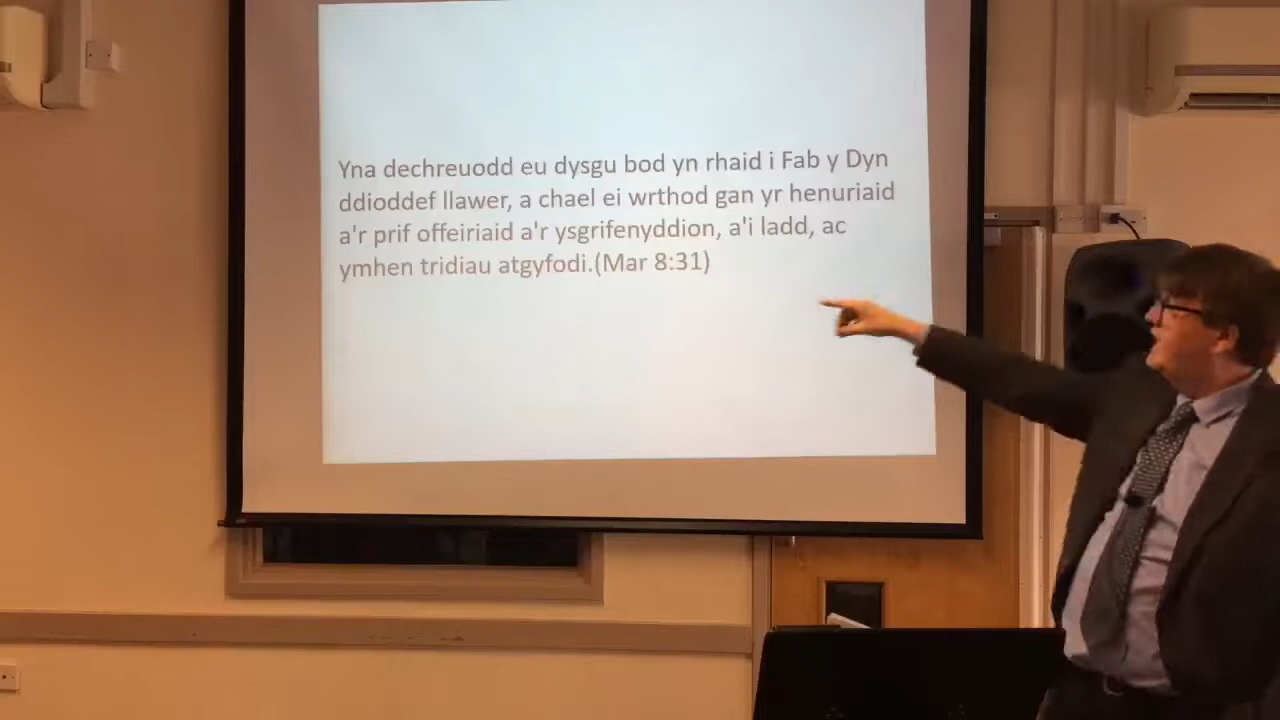 Yna dechreuodd eu dysgu bod yn rhaid i Fab y Dyn
ddioddef llawer, a chael ei wrthod gan yr henuriaid
a'r prif offeiriaid a'r ysgrifenyddion, a'i ladd, ac
ymhen tridiau atgyfodi.(Mar 8:31)